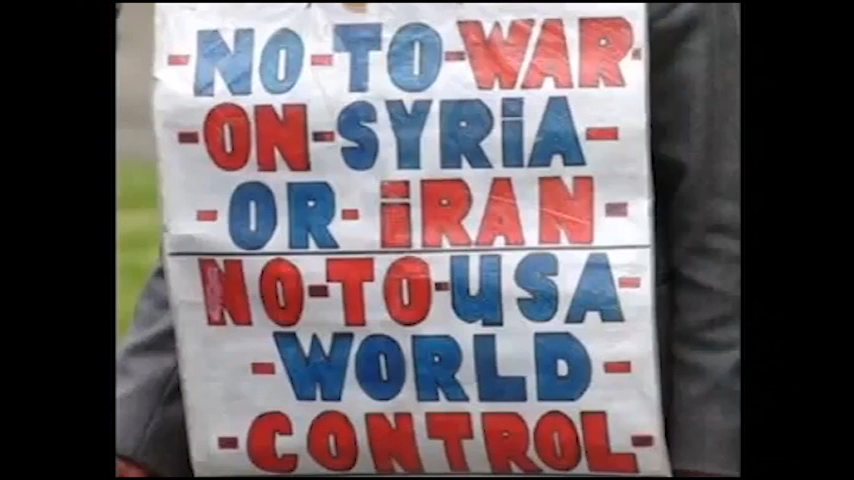 -NO-TO-WAR-
-ON-SYRiA-
-OR-iRAN-
NO-TO-USA-
-WORLD-
-CONTROL-